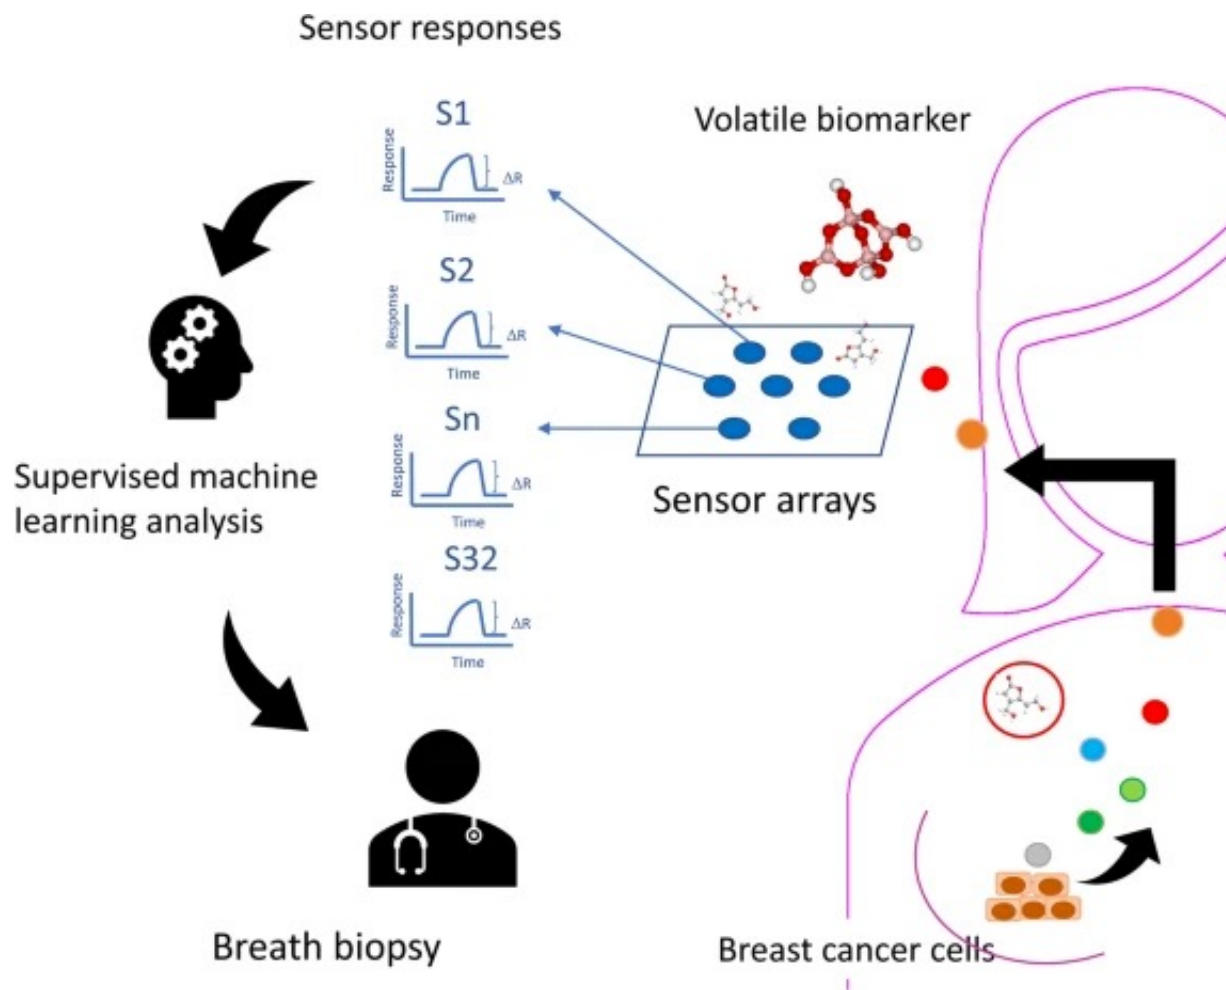 Sensor responses
S1
Response
ΔR
Time
S2
Response
ΔR
Time
Sn
Response
ΔR
Time
S32
Response
ΔR
Time
Volatile biomarker
Sensor arrays
Supervised machine
learning analysis
Breath biopsy
Breast cancer cells